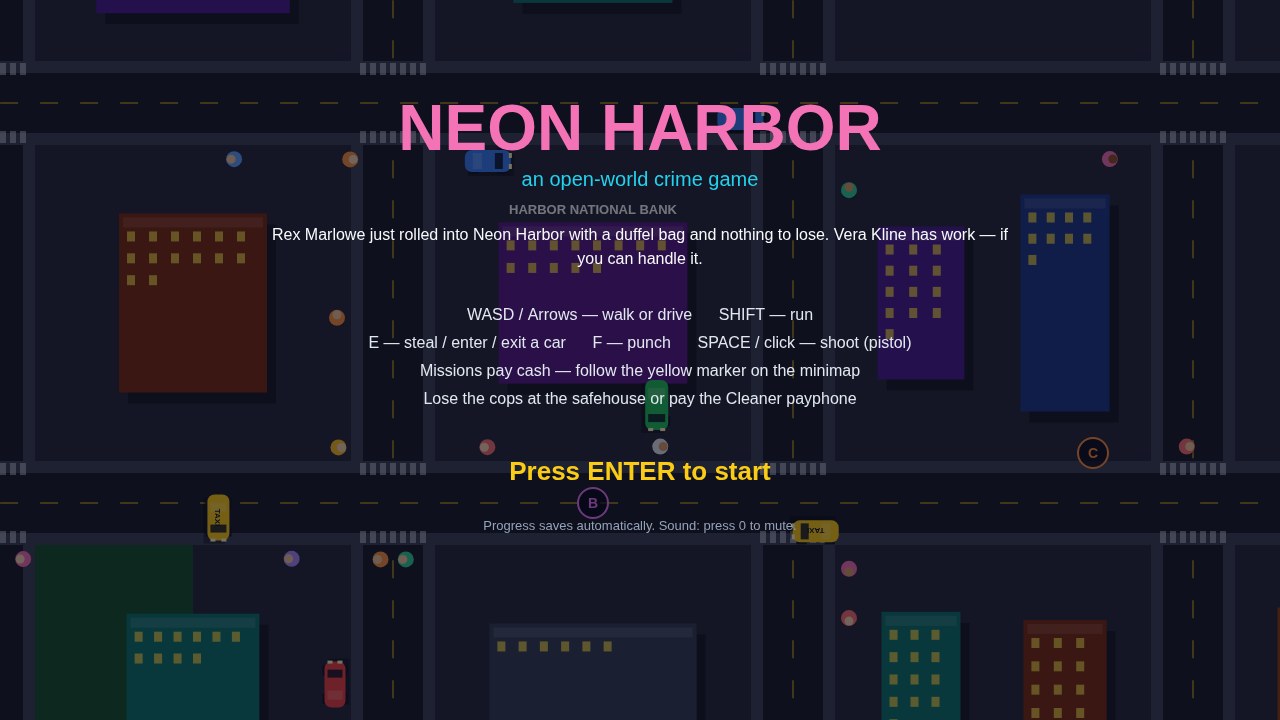 NEON HARBOR
an open-world crime game
HARBOR NATIONAL BANK
Rex Marlowe just rolled into Neon Harbor with a duffel bag and nothing to lose. Vera Kline has work — if
you can handle it.
WASD / Arrows — walk or drive SHIFT — run
E — steal / enter / exit a car F — punch SPACE / click — shoot (pistol)
Missions pay cash — follow the yellow marker on the minimap
Lose the cops at the safehouse or pay the Cleaner payphone
C
Press ENTER to start
B
TAXI
Progress saves automatically. Sound: press 0 to mute
TAXI